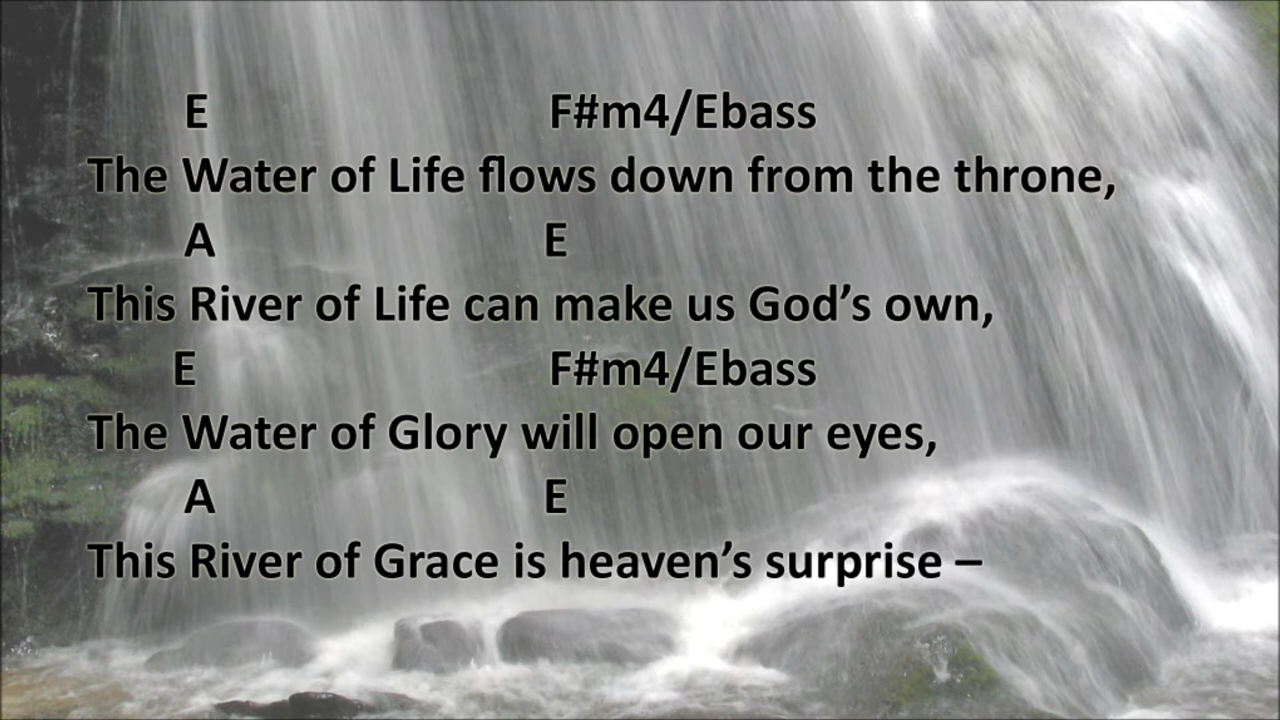 E F#m4/Ebass
The Water of Life flows down from the throne,
A E
This River of Life can make us God’s own,
E F#m4/Ebass
The Water of Glory will open our eyes,
A E
This River of Grace is heaven’s surprise –